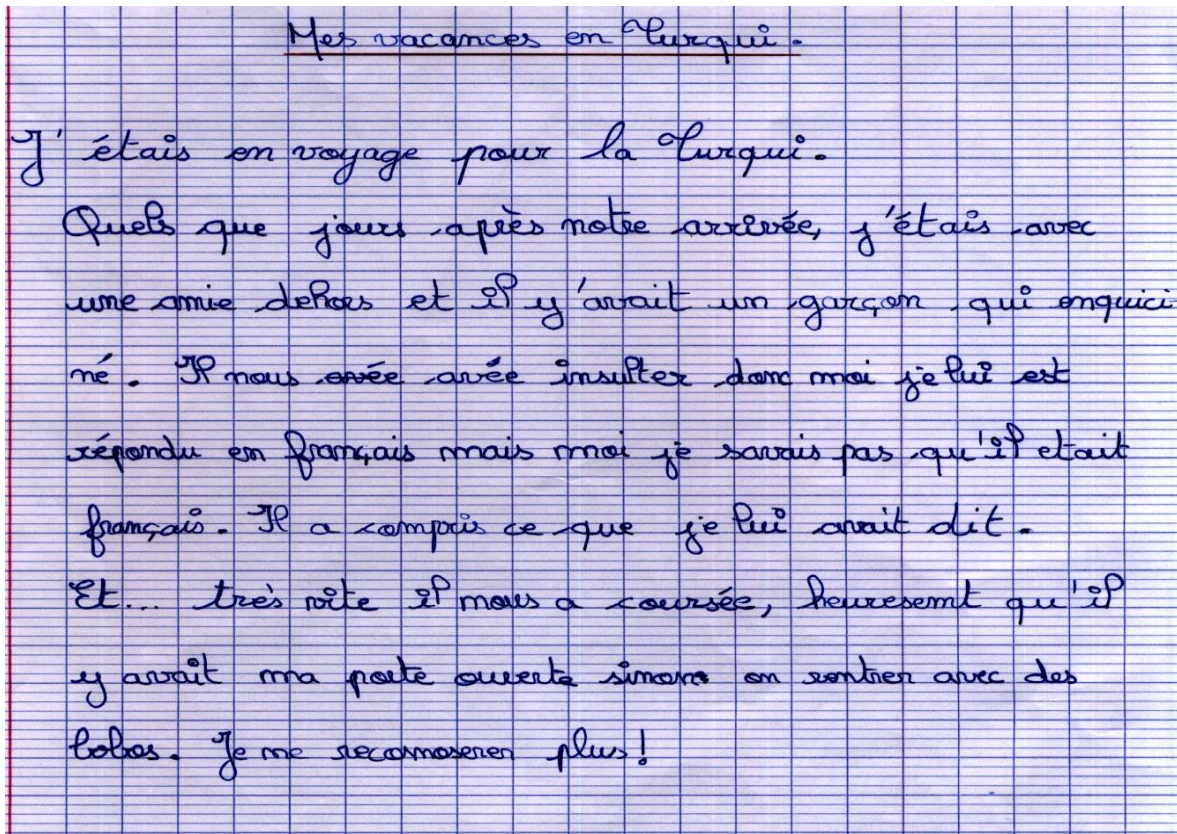 Mes vacances en Turqui.
J'étais en voyage pour la Turqui.
Quels que jours après notre arrivée, j'étais avec
une amie dehors et il y'avait un garçon qui enquici
né. Il nous avée insulter donc moi je lui est
répondu en français mais moi je savais pas qu'il etait
français. Il a compris ce que je lui avait dit.
Et... très vite il nous a coursée, heuresemt qu'il
y avait ma porte ouverte sinon on rentrer avec des
bobos. Je me recomoserer plus!